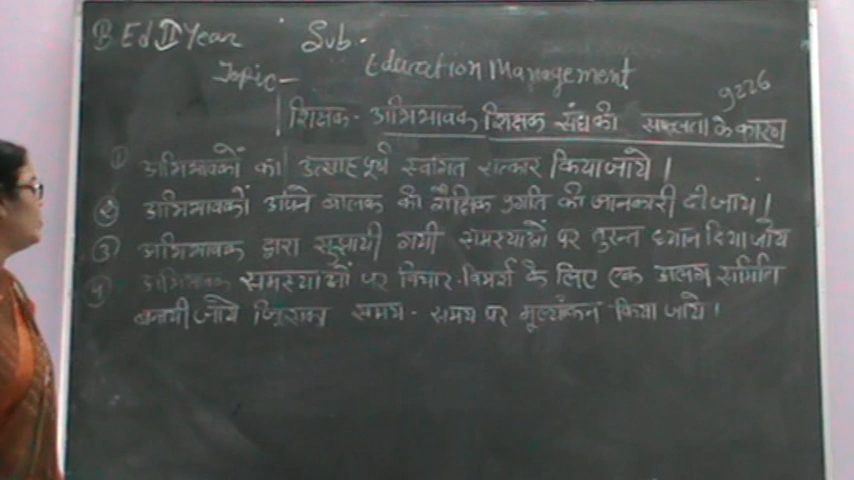 B Ed II Year Sub.
Education Management
Topic-
9226
शिक्षक - अभिभावक शिक्षक संघ की सफलता के कारण
① अभिभावकों का उत्साह पूर्ण स्वागत सत्कार किया जाये।
② अभिभावकों अपने बालक की शैक्षिक प्रगति की जानकारी दी जाय।
③ अभिभावक द्वारा सुझायी गयी समस्याओं पर तुरन्त ध्यान दिया जाये
४ अभिभावक समस्याओं पर विचार-विमर्श के लिए एक अलग समिति
बनायी जाये जिसका समय - समय पर मूल्यांकन किया जाये।